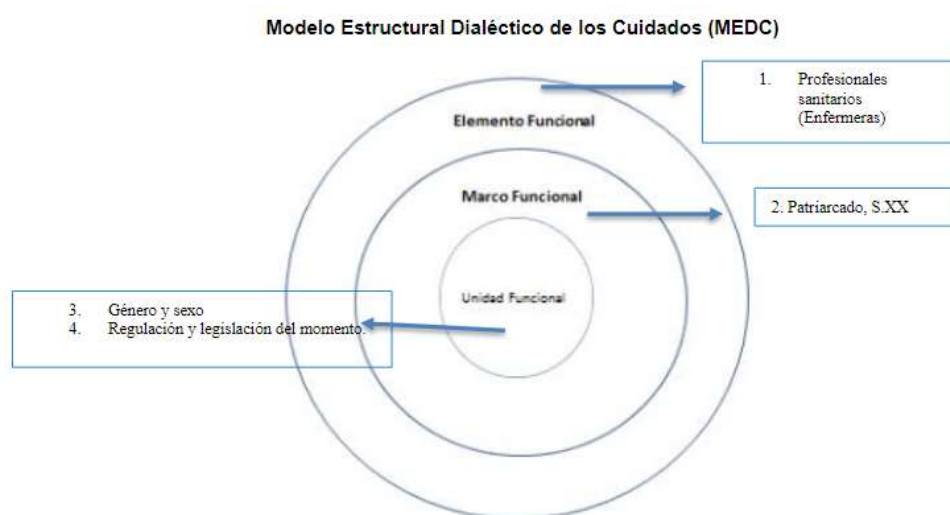 Modelo Estructural Dialéctico de los Cuidados (MEDC)
1. Profesionales
sanitarios
(Enfermeras)
Elemento Funcional
Marco Funcional
2. Patriarcado, S.XX
Unidad Funcional
3. Género y sexo
4. Regulación y legislación del momento.